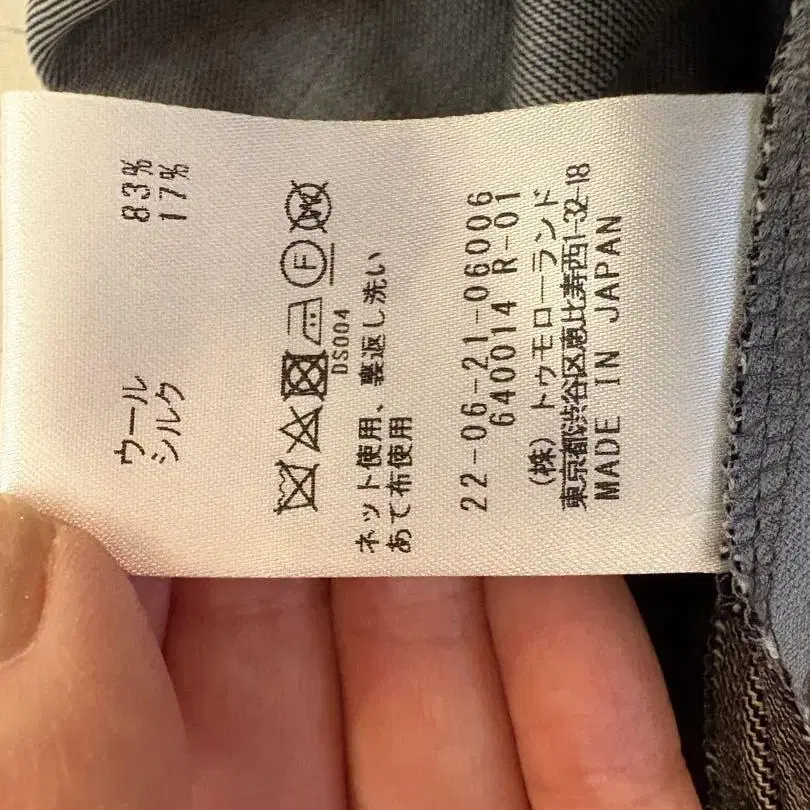 ウール 83%
シルク 17%
F W
DS004
ネット使用、裏返し洗い
あて布使用
22-06-21-06006
640014 R-01
(株)トゥモローランド
東京都渋谷区恵比寿西1-32-18
MADE IN JAPAN